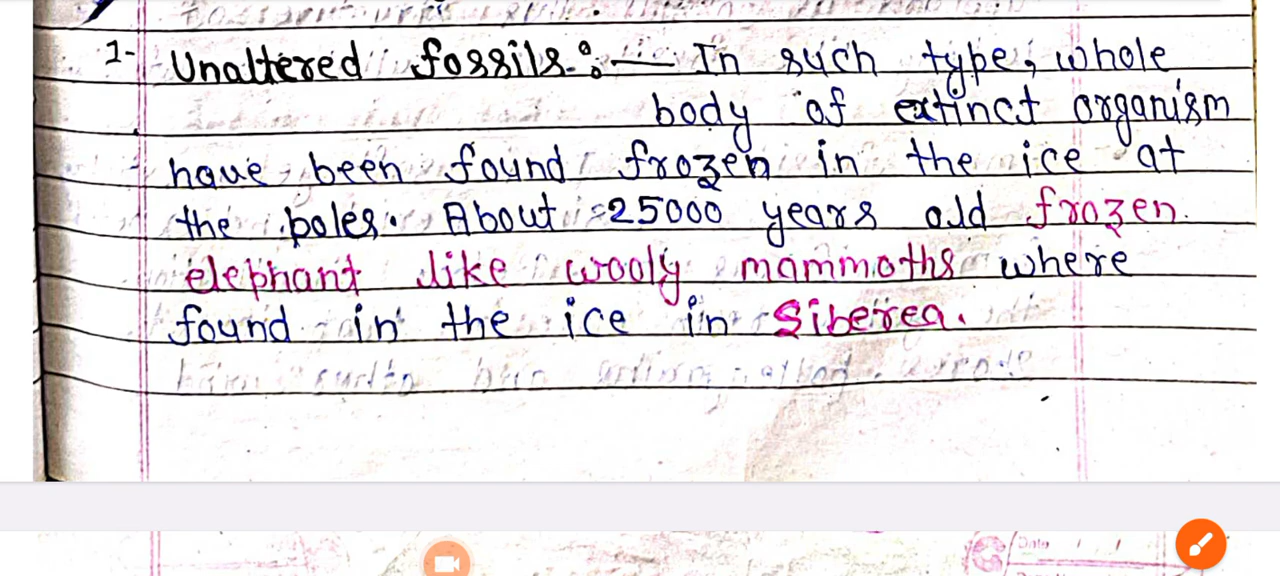 1- Unaltered fossils :— In such type, whole
body of extinct organism
have been found frozen in the ice at
the poles. About 25000 years old frozen
elephant like wooly mammoths where
found in the ice in Siberea.
Date / /